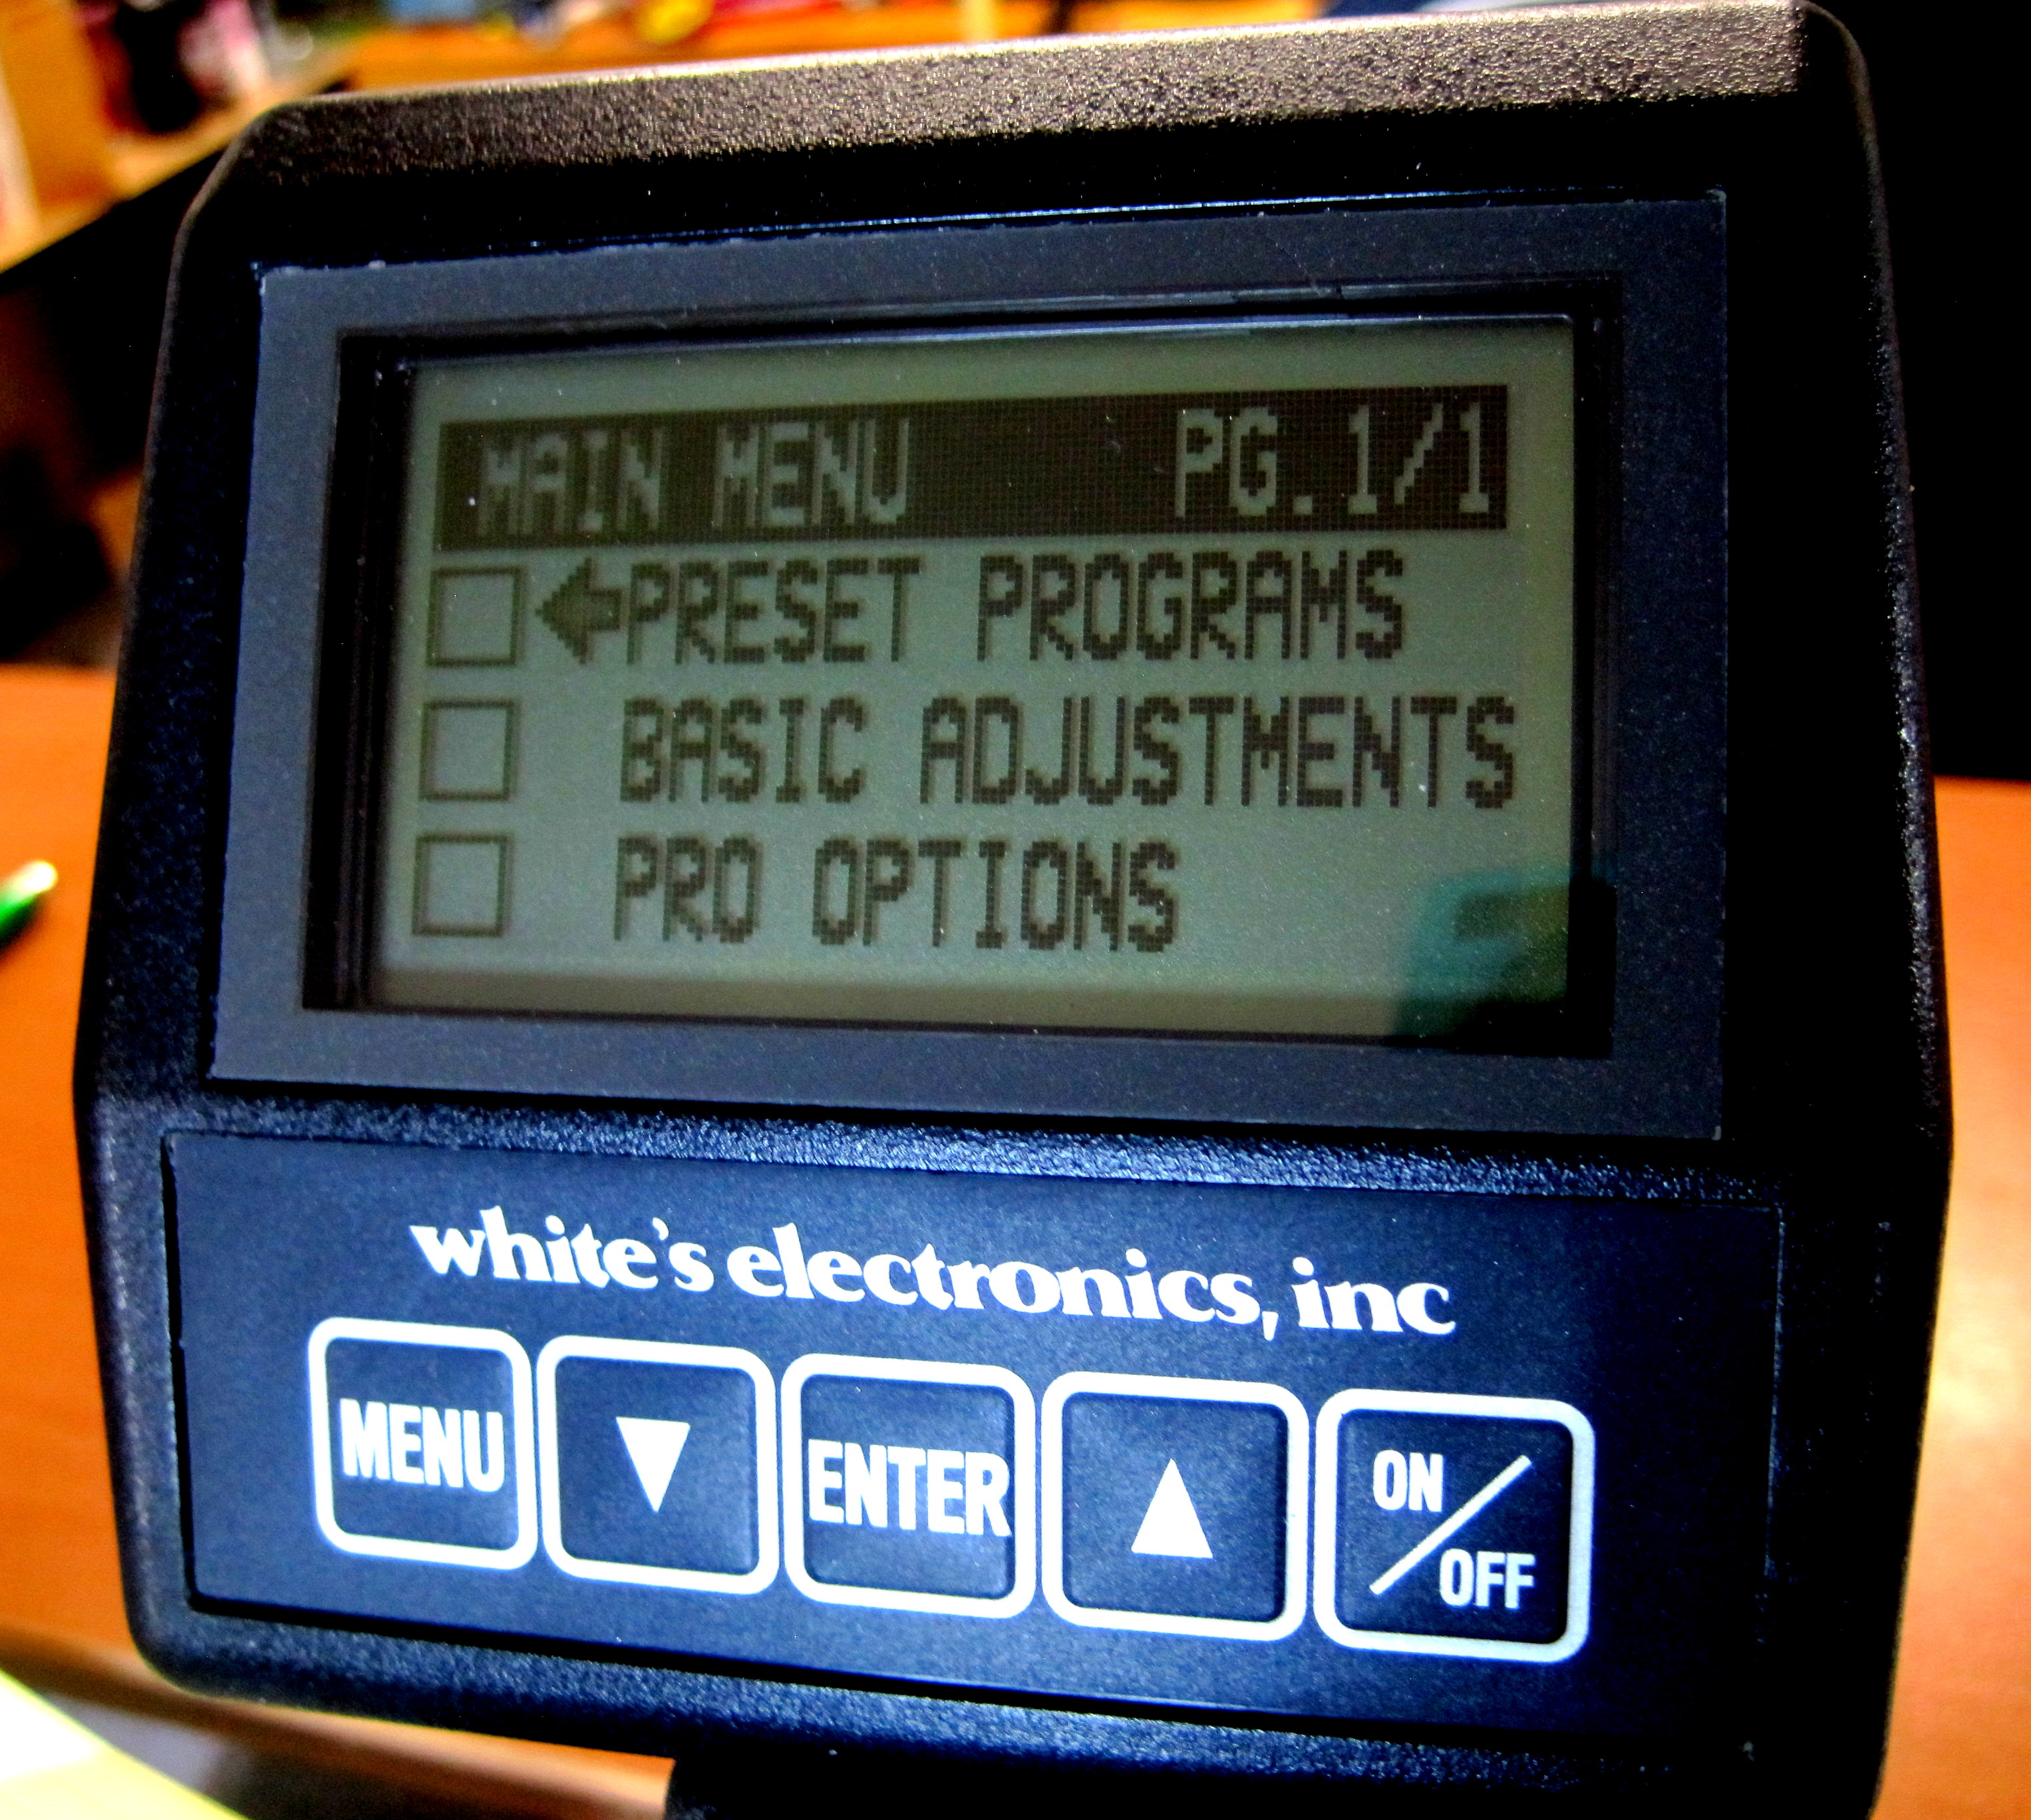 MAIN MENU PG.1/1
PRESET PROGRAMS
BASIC ADJUSTMENTS
PRO OPTIONS
white's electronics, inc
MENU ENTER ON/OFF